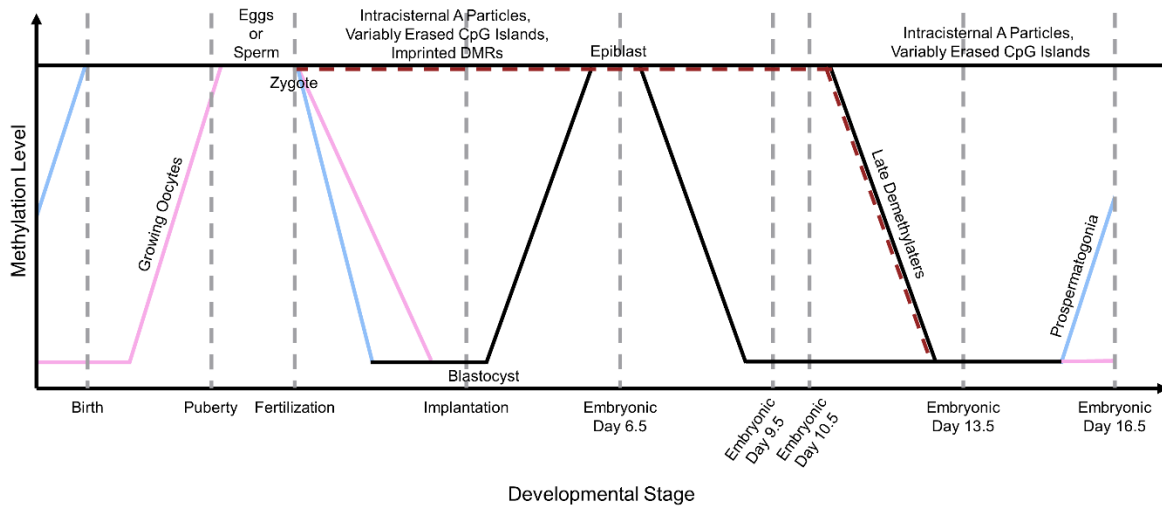 Eggs
or
Sperm
Intracisternal A Particles,
Variably Erased CpG Islands,
Imprinted DMRs
Epiblast
Intracisternal A Particles,
Variably Erased CpG Islands
Zygote
Methylation Level
Growing Oocytes
Late Demethylaters
Prospermatogonia
Blastocyst
Birth
Puberty
Fertilization
Implantation
Embryonic
Day 6.5
Embryonic
Day 9.5
Embryonic
Day 10.5
Embryonic
Day 13.5
Embryonic
Day 16.5
Developmental Stage